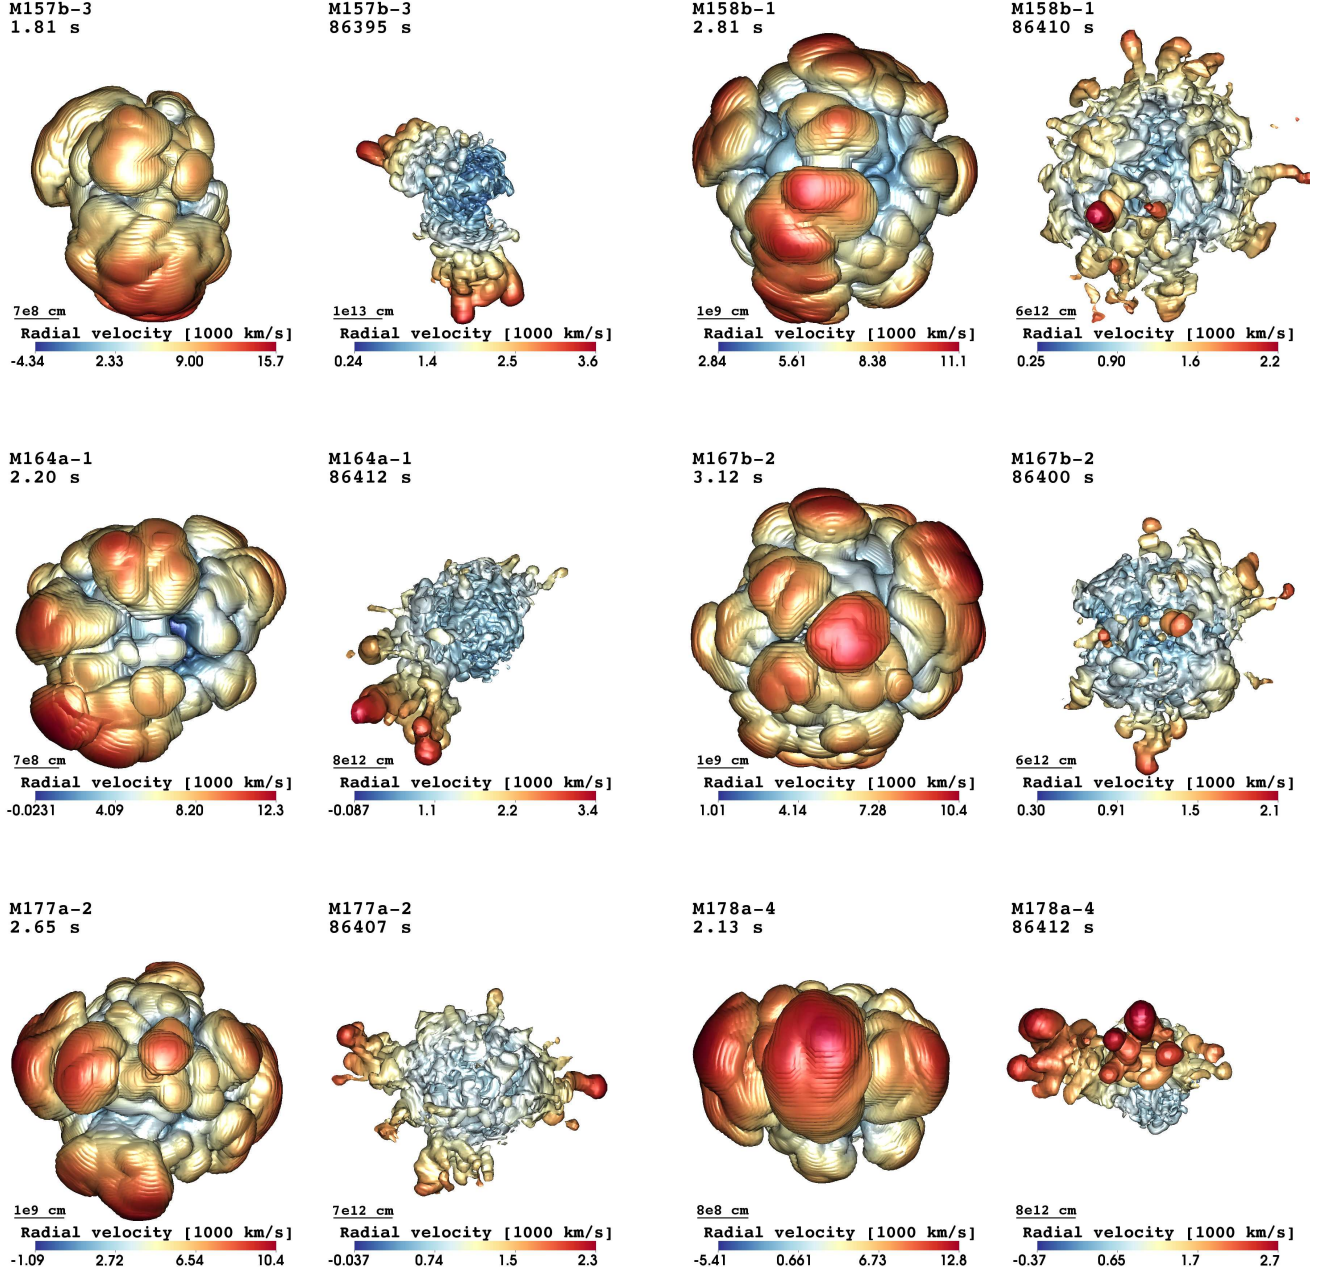 M157b-3
1.81 s
7e8 cm
Radial velocity [1000 km/s]
-4.34 2.33 9.00 15.7
M157b-3
86395 s
1e13 cm
Radial velocity [1000 km/s]
0.24 1.4 2.5 3.6
M158b-1
2.81 s
1e9 cm
Radial velocity [1000 km/s]
2.84 5.61 8.38 11.1
M158b-1
86410 s
6e12 cm
Radial velocity [1000 km/s]
0.25 0.90 1.6 2.2
M164a-1
2.20 s
7e8 cm
Radial velocity [1000 km/s]
-0.0231 4.09 8.20 12.3
M164a-1
86412 s
8e12 cm
Radial velocity [1000 km/s]
-0.087 1.1 2.2 3.4
M167b-2
3.12 s
1e9 cm
Radial velocity [1000 km/s]
1.01 4.14 7.28 10.4
M167b-2
86400 s
6e12 cm
Radial velocity [1000 km/s]
0.30 0.91 1.5 2.1
M177a-2
2.65 s
1e9 cm
Radial velocity [1000 km/s]
-1.09 2.72 6.54 10.4
M177a-2
86407 s
7e12 cm
Radial velocity [1000 km/s]
-0.037 0.74 1.5 2.3
M178a-4
2.13 s
8e8 cm
Radial velocity [1000 km/s]
-5.41 0.661 6.73 12.8
M178a-4
86412 s
8e12 cm
Radial velocity [1000 km/s]
-0.37 0.65 1.7 2.7